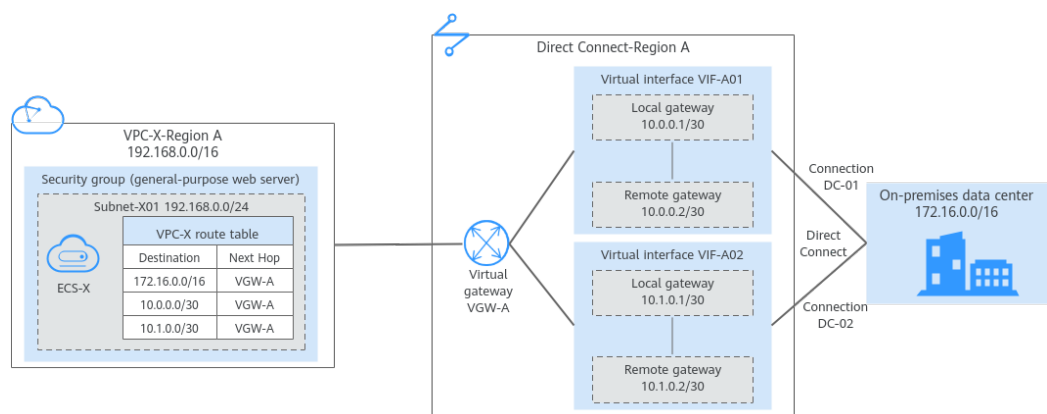 VPC-X-Region A
192.168.0.0/16
Security group (general-purpose web server)
Subnet-X01 192.168.0.0/24
ECS-X
VPC-X route table
Destination Next Hop
172.16.0.0/16 VGW-A
10.0.0.0/30 VGW-A
10.1.0.0/30 VGW-A
Direct Connect-Region A
Virtual
gateway
VGW-A
Virtual interface VIF-A01
Local gateway
10.0.0.1/30
Remote gateway
10.0.0.2/30
Virtual interface VIF-A02
Local gateway
10.1.0.1/30
Remote gateway
10.1.0.2/30
Connection
DC-01
Direct
Connect
Connection
DC-02
On-premises data center
172.16.0.0/16